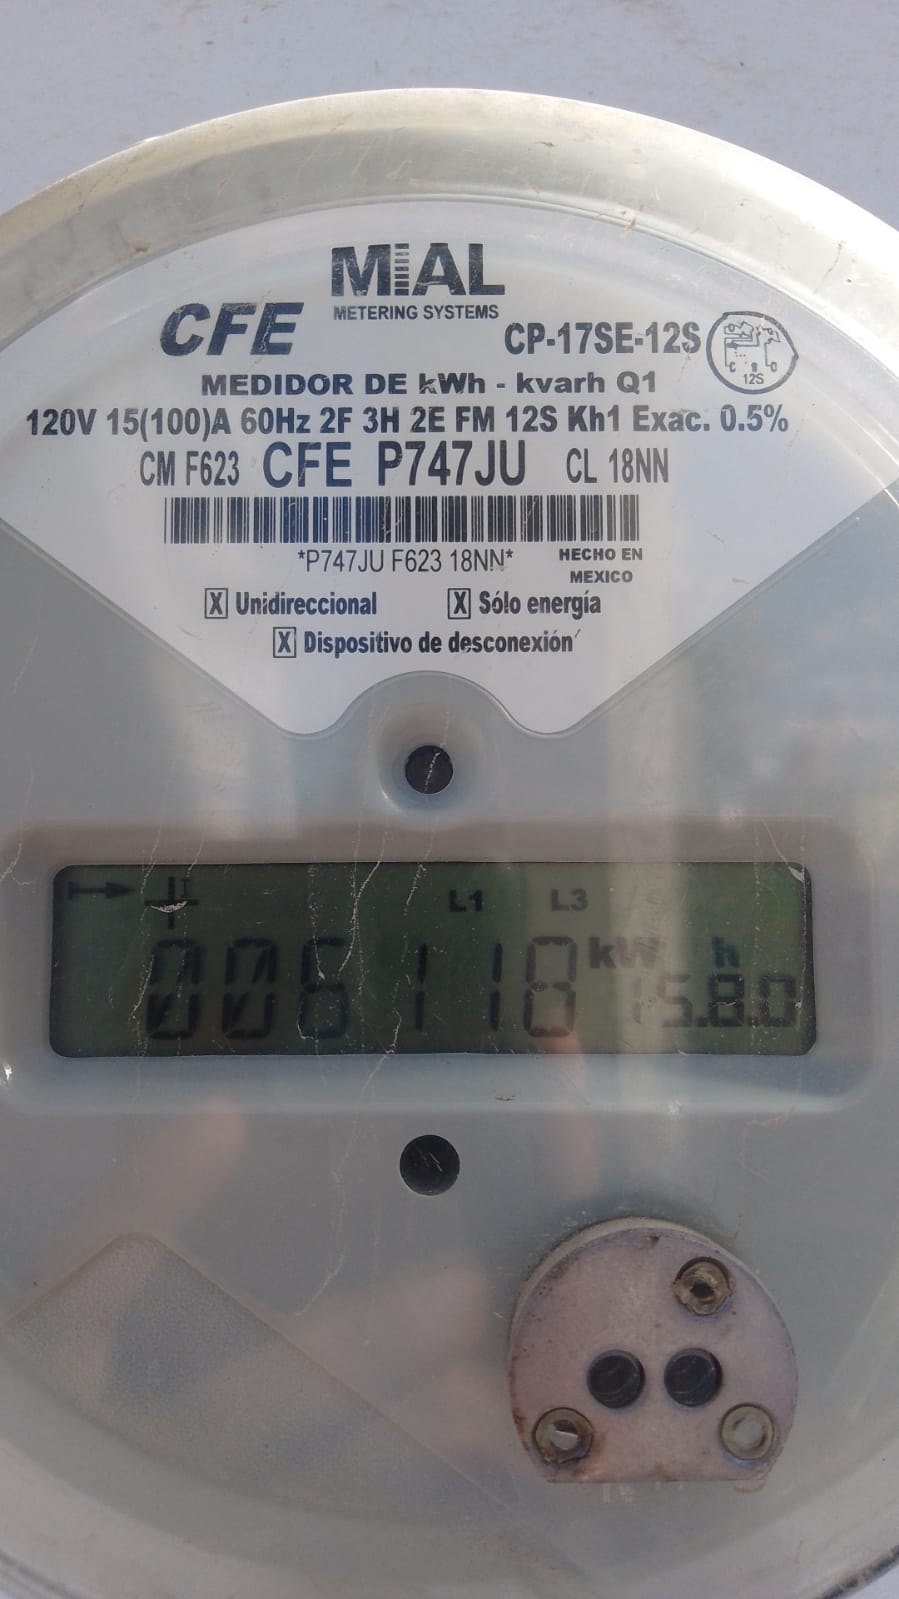 MIAL
METERING SYSTEMS
CFE
CP-17SE-12S
12S
MEDIDOR DE kWh - kvarh Q1
120V 15(100)A 60Hz 2F 3H 2E FM 12S Kh1 Exac. 0.5%
CM F623 CFE P747JU CL 18NN
*P747JU F623 18NN*
HECHO EN
MEXICO
X Unidireccional X Sólo energía
X Dispositivo de desconexión
L1 L3
006118 kW h
15.8.0